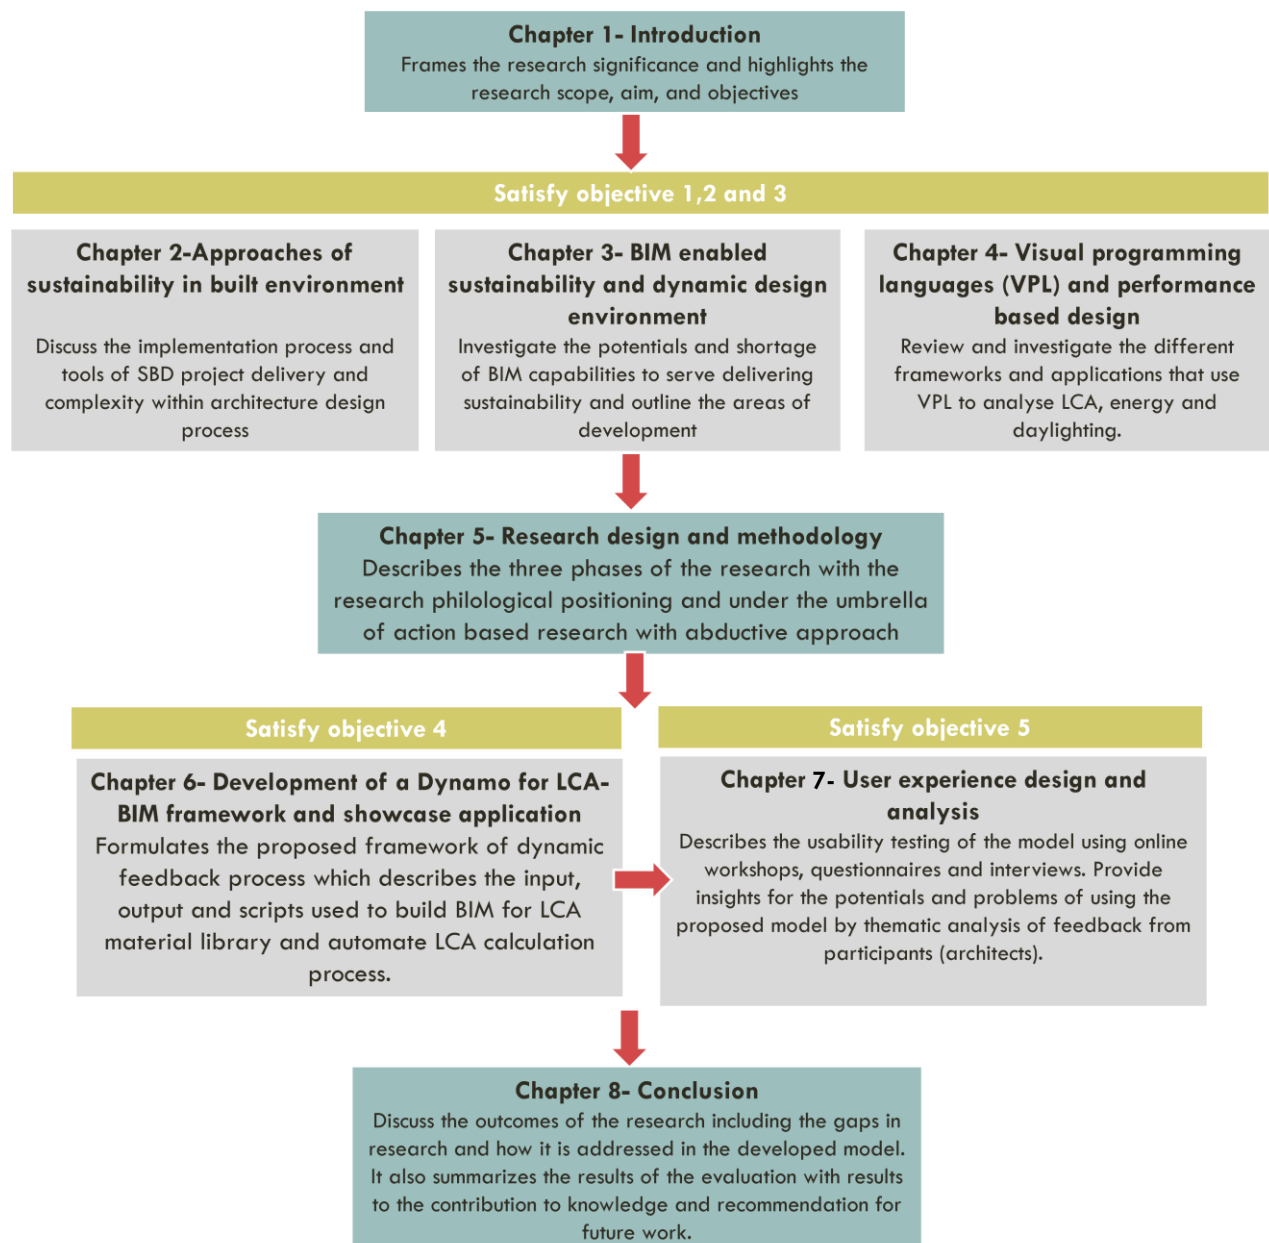 Chapter 1- Introduction
Frames the research significance and highlights the
research scope, aim, and objectives
Satisfy objective 1,2 and 3
Chapter 2-Approaches of
sustainability in built environment
Discuss the implementation process and
tools of SBD project delivery and
complexity within architecture design
process
Chapter 3- BIM enabled
sustainability and dynamic design
environment
Investigate the potentials and shortage
of BIM capabilities to serve delivering
sustainability and outline the areas of
development
Chapter 4- Visual programming
languages (VPL) and performance
based design
Review and investigate the different
frameworks and applications that use
VPL to analyse LCA, energy and
daylighting.
Chapter 5- Research design and methodology
Describes the three phases of the research with the
research philological positioning and under the umbrella
of action based research with abductive approach
Satisfy objective 4
Chapter 6- Development of a Dynamo for LCA-
BIM framework and showcase application
Formulates the proposed framework of dynamic
feedback process which describes the input,
output and scripts used to build BIM for LCA
material library and automate LCA calculation
process.
Satisfy objective 5
Chapter 7- User experience design and
analysis
Describes the usability testing of the model using online
workshops, questionnaires and interviews. Provide
insights for the potentials and problems of using the
proposed model by thematic analysis of feedback from
participants (architects).
Chapter 8- Conclusion
Discuss the outcomes of the research including the gaps in
research and how it is addressed in the developed model.
It also summarizes the results of the evaluation with results
to the contribution to knowledge and recommendation for
future work.